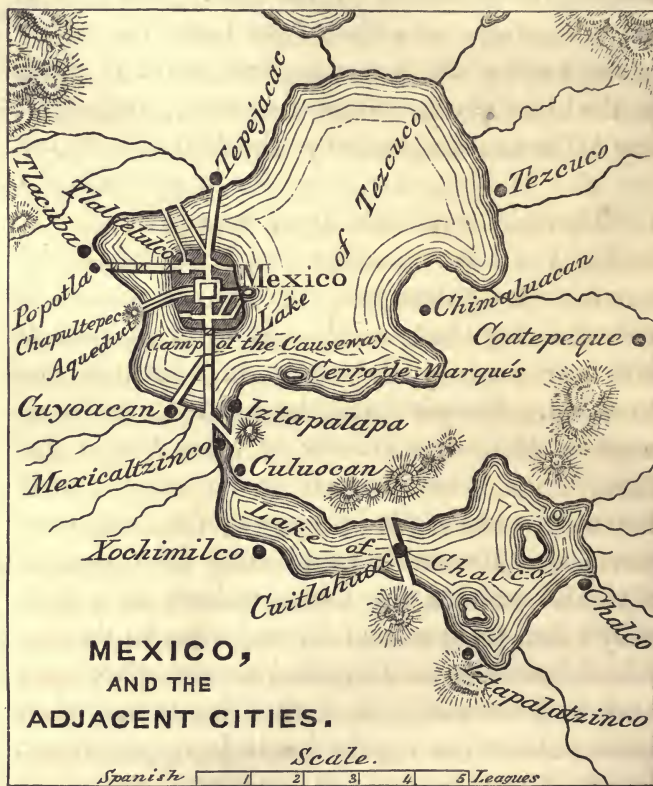 Tepejacac
Tlacuba
Tlaltelulco
Popotla
Chapultepec
Aqueduct
Mexico
Lake of Tezcuco
Tezcuco
Chimaluacan
Coatepeque
Camp of the Causeway
Cerro de Marqués
Cuyoacan
Iztapalapa
Mexicaltzinco
Culuocan
Xochimilco
Lake of
Chalco
Cuitlahuac
Chalco
Iztapalatzinco
MEXICO,
AND THE
ADJACENT CITIES.
Scale.
Spanish 1 2 3 4 5 Leagues